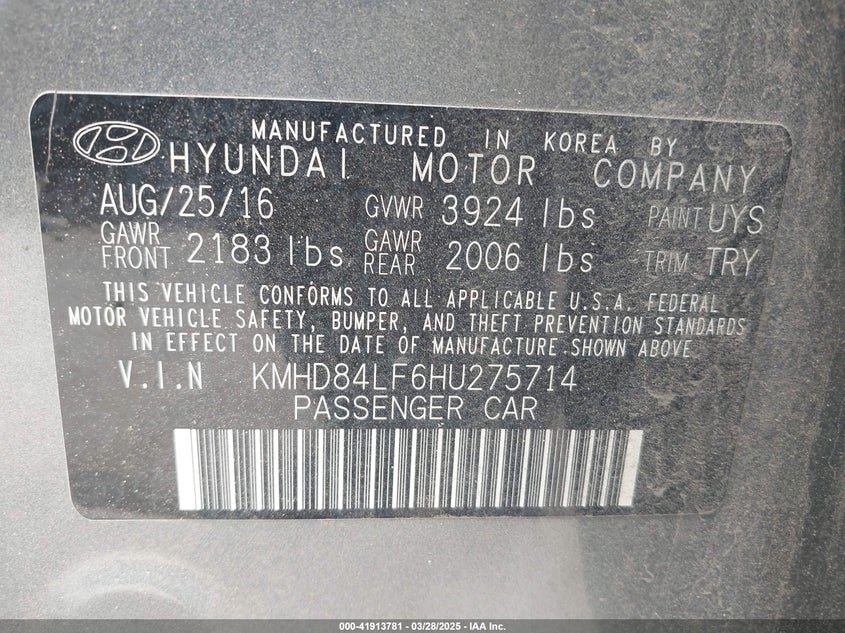 MANUFACTURED IN KOREA BY
HYUNDAI MOTOR COMPANY
AUG/25/16 GVWR 3924 lbs PAINT UYS
GAWR FRONT 2183 lbs GAWR REAR 2006 lbs TRIM TRY
THIS VEHICLE CONFORMS TO ALL APPLICABLE U.S.A. FEDERAL
MOTOR VEHICLE SAFETY, BUMPER, AND THEFT PREVENTION STANDARDS
IN EFFECT ON THE DATE OF MANUFACTURE SHOWN ABOVE.
V.I.N KMHD84LF6HU275714
PASSENGER CAR
000-41913781 - 03/28/2025 - IAA Inc.